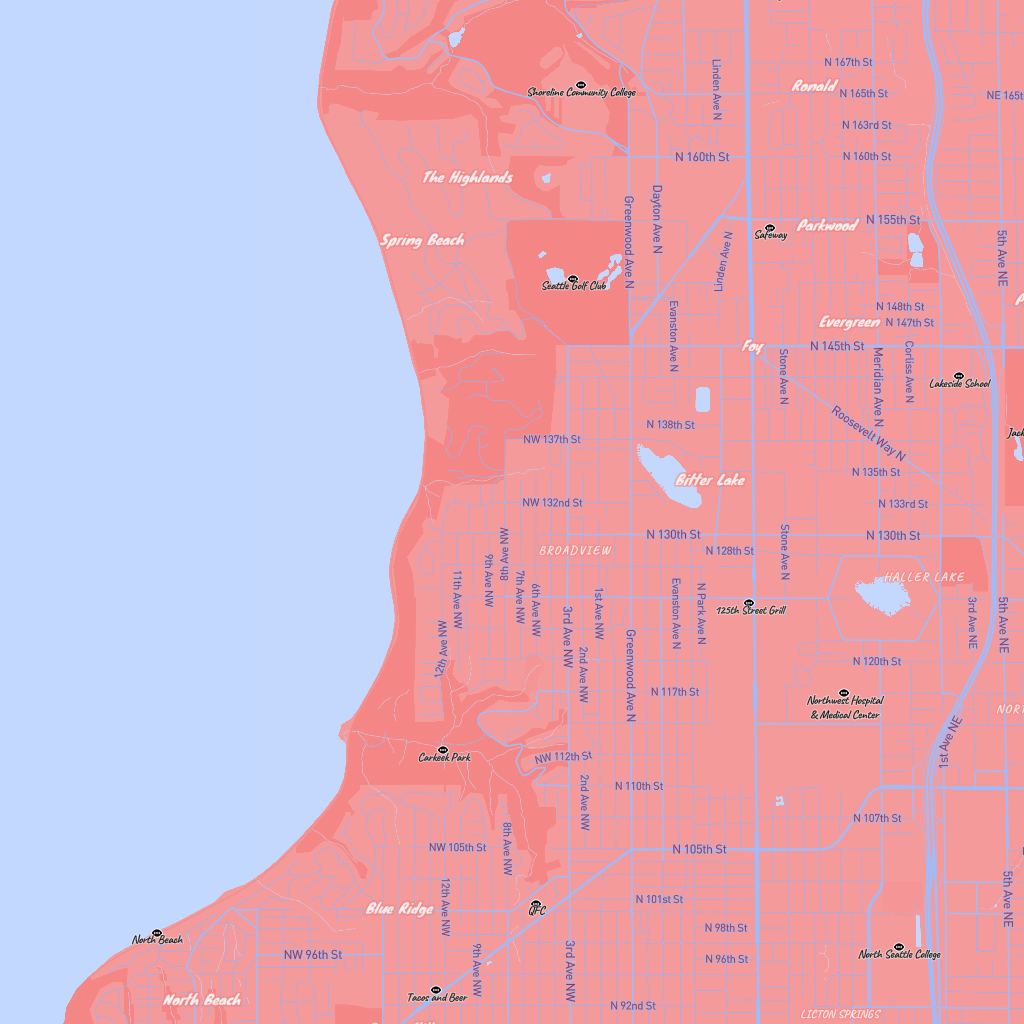 N 167th St
Linden Ave N
Ronald
Shoreline Community College
N 165th St
NE 165t
N 163rd St
N 160th St
N 160th St
The Highlands
Greenwood Ave N
Dayton Ave N
N 155th St
Parkwood
Safeway
Spring Beach
Linden Ave N
5th Ave NE
Seattle Golf Club
N 148th St
Evergreen
N 147th St
Evanston Ave N
Foy
N 145th St
Stone Ave N
Meridian Ave N
Corliss Ave N
Lakeside School
Roosevelt Way N
N 138th St
Jack
NW 137th St
N 135th St
Bitter Lake
NW 132nd St
N 133rd St
N 130th St
N 130th St
8th Ave NW
BROADVIEW
N 128th St
Stone Ave N
9th Ave NW
HALLER LAKE
11th Ave NW
7th Ave NW
6th Ave NW
1st Ave NW
Evanston Ave N
N Park Ave N
125th Street Grill
3rd Ave NE
5th Ave NE
3rd Ave NW
12th Ave NW
2nd Ave NW
Greenwood Ave N
N 120th St
N 117th St
Northwest Hospital
& Medical Center
NORT
1st Ave NE
Carkeek Park
NW 112th St
N 110th St
2nd Ave NW
N 107th St
8th Ave NW
NW 105th St
N 105th St
12th Ave NW
5th Ave NE
N 101st St
Blue Ridge
QFC
N 98th St
North Beach
NW 96th St
9th Ave NW
3rd Ave NW
N 96th St
North Seattle College
North Beach
Tacos and Beer
N 92nd St
LICTON SPRINGS